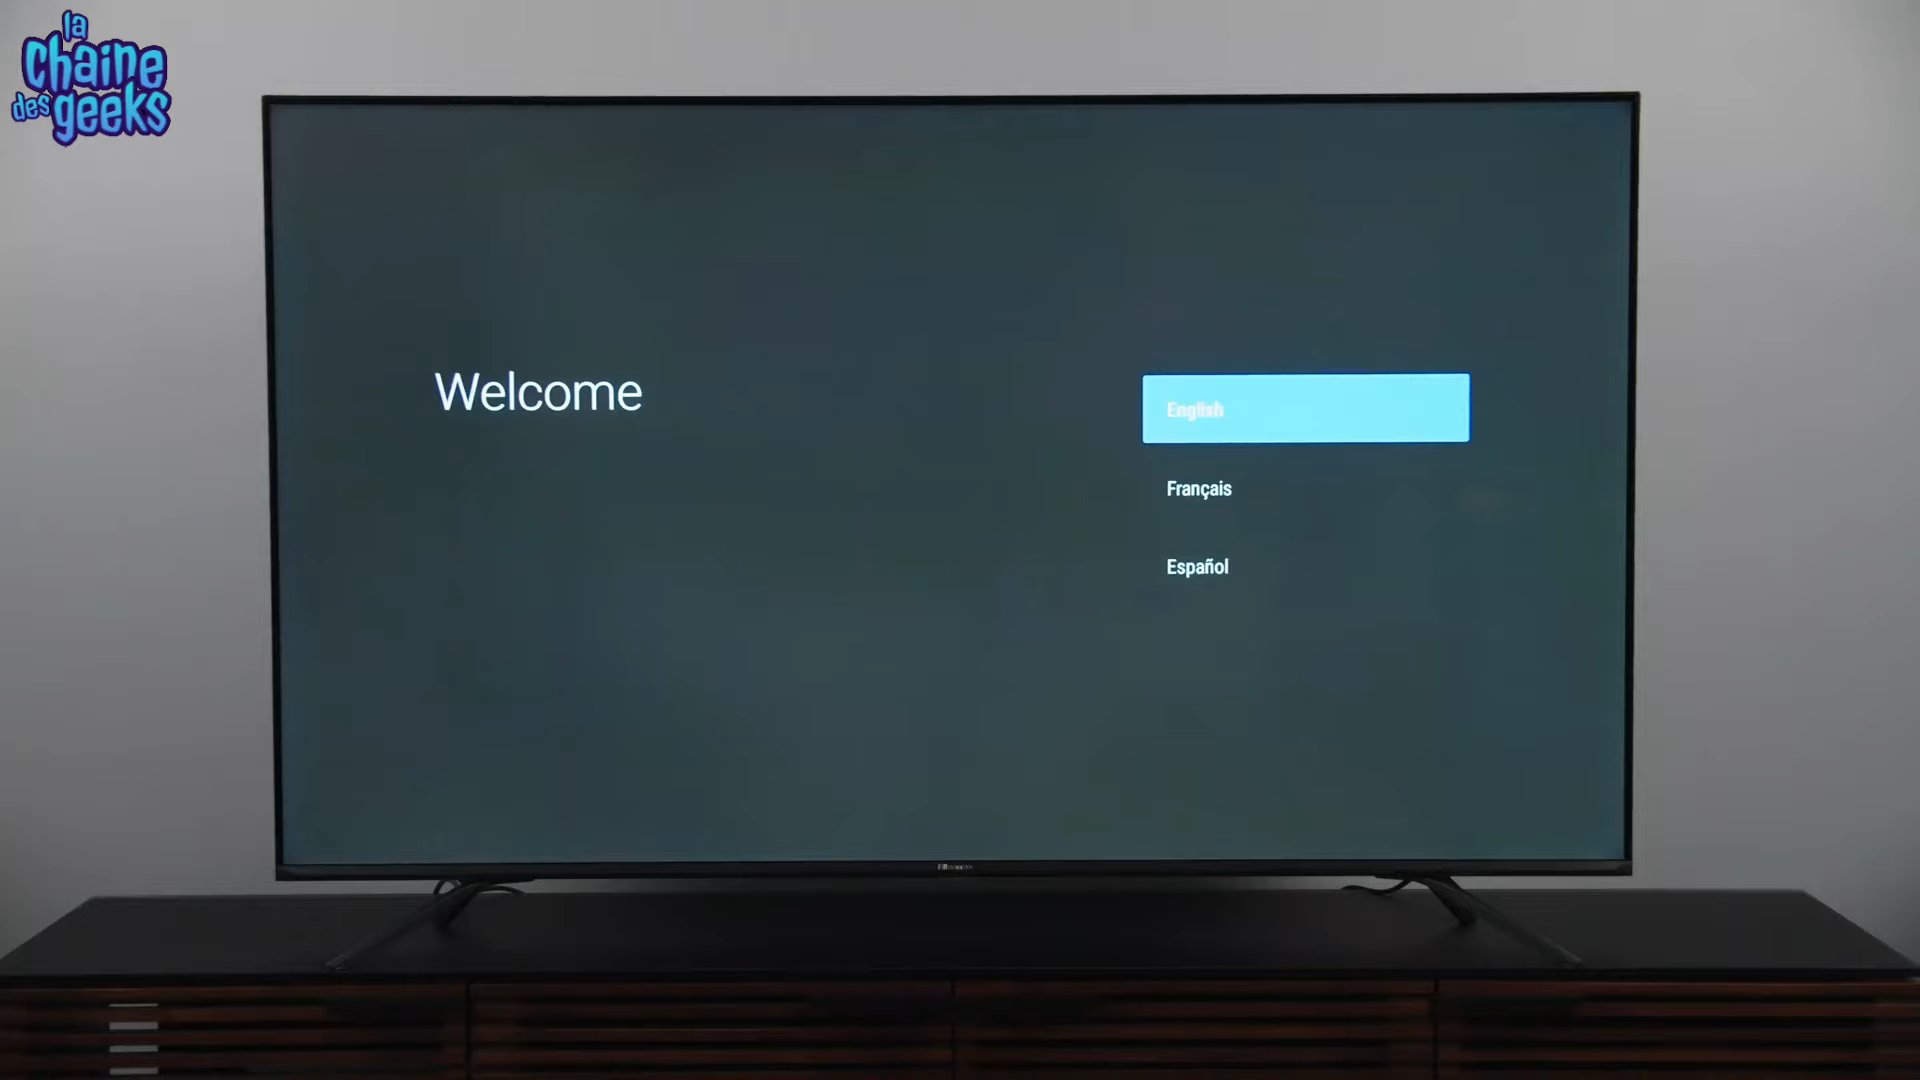 la
Chaine
des geeks
Welcome
English
Français
Español